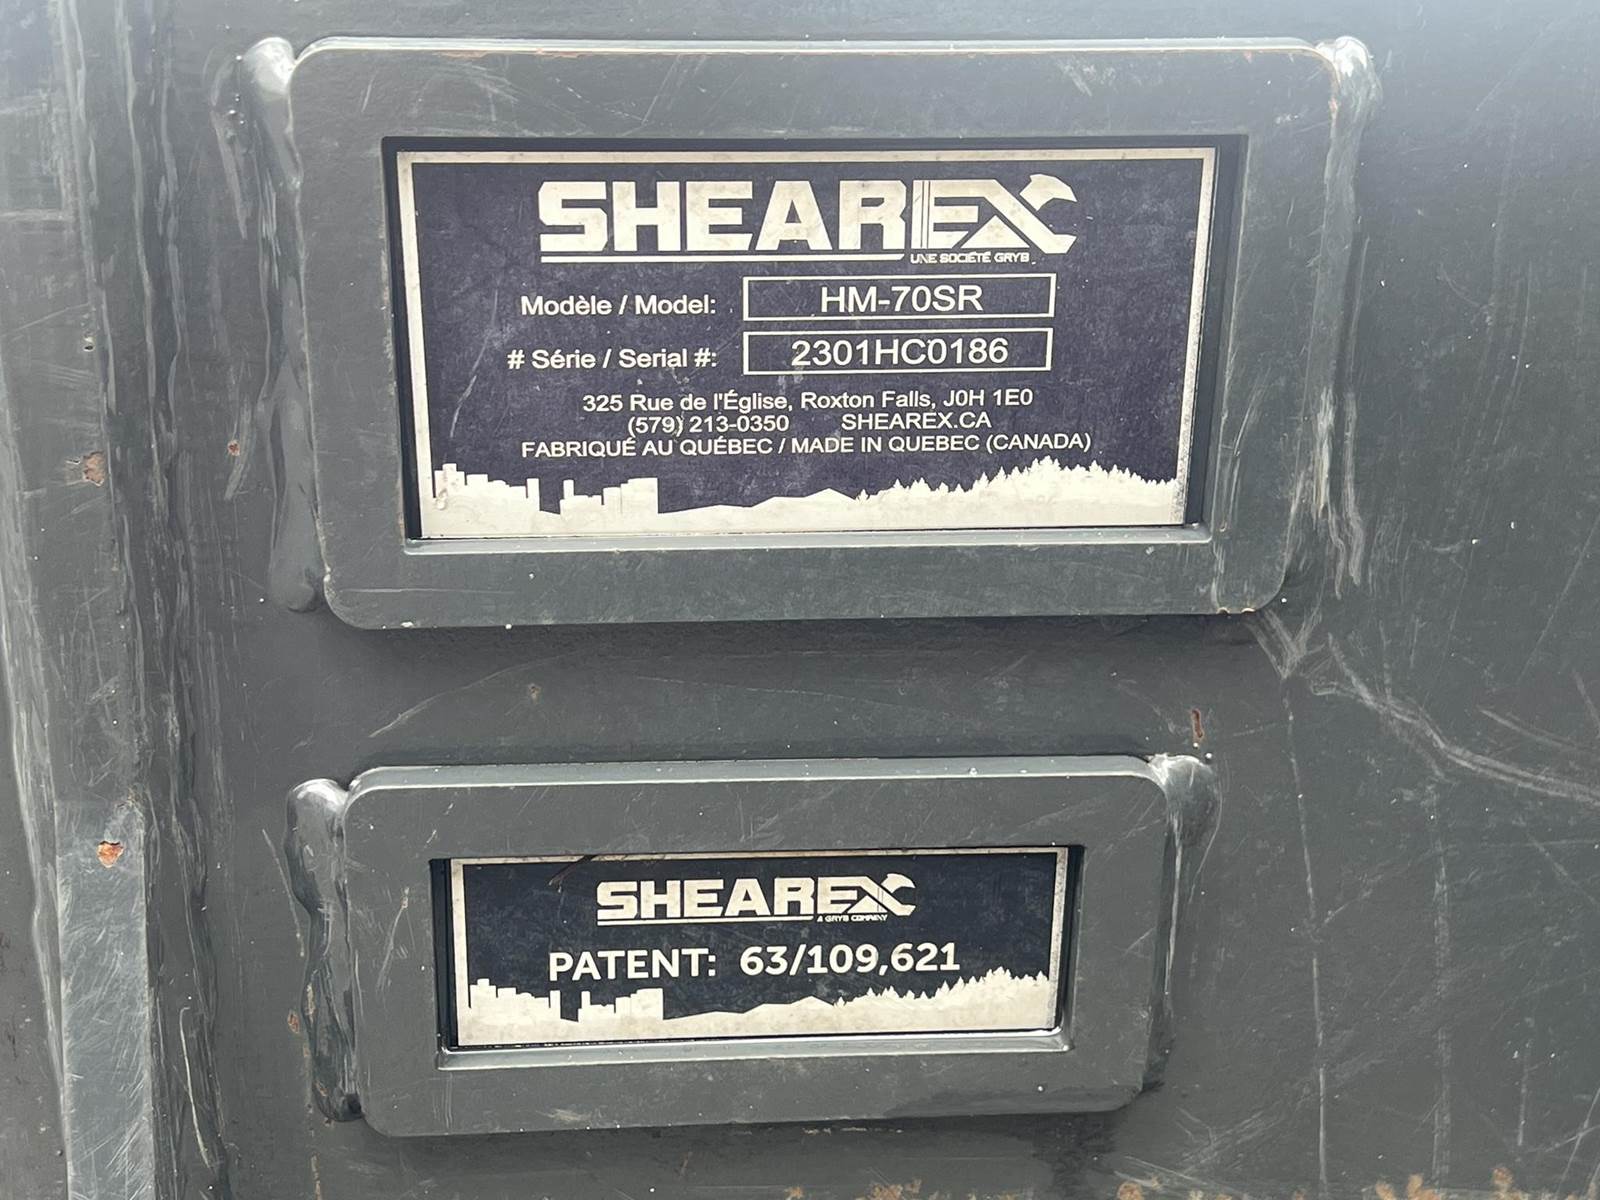 SHEAREX
UNE SOCIÉTÉ GRYB
Modèle / Model: HM-70SR
# Série / Serial #: 2301HC0186
325 Rue de l'Église, Roxton Falls, J0H 1E0
(579) 213-0350 SHEAREX.CA
FABRIQUÉ AU QUÉBEC / MADE IN QUEBEC (CANADA)
SHEAREX
A GRYB COMPANY
PATENT: 63/109,621